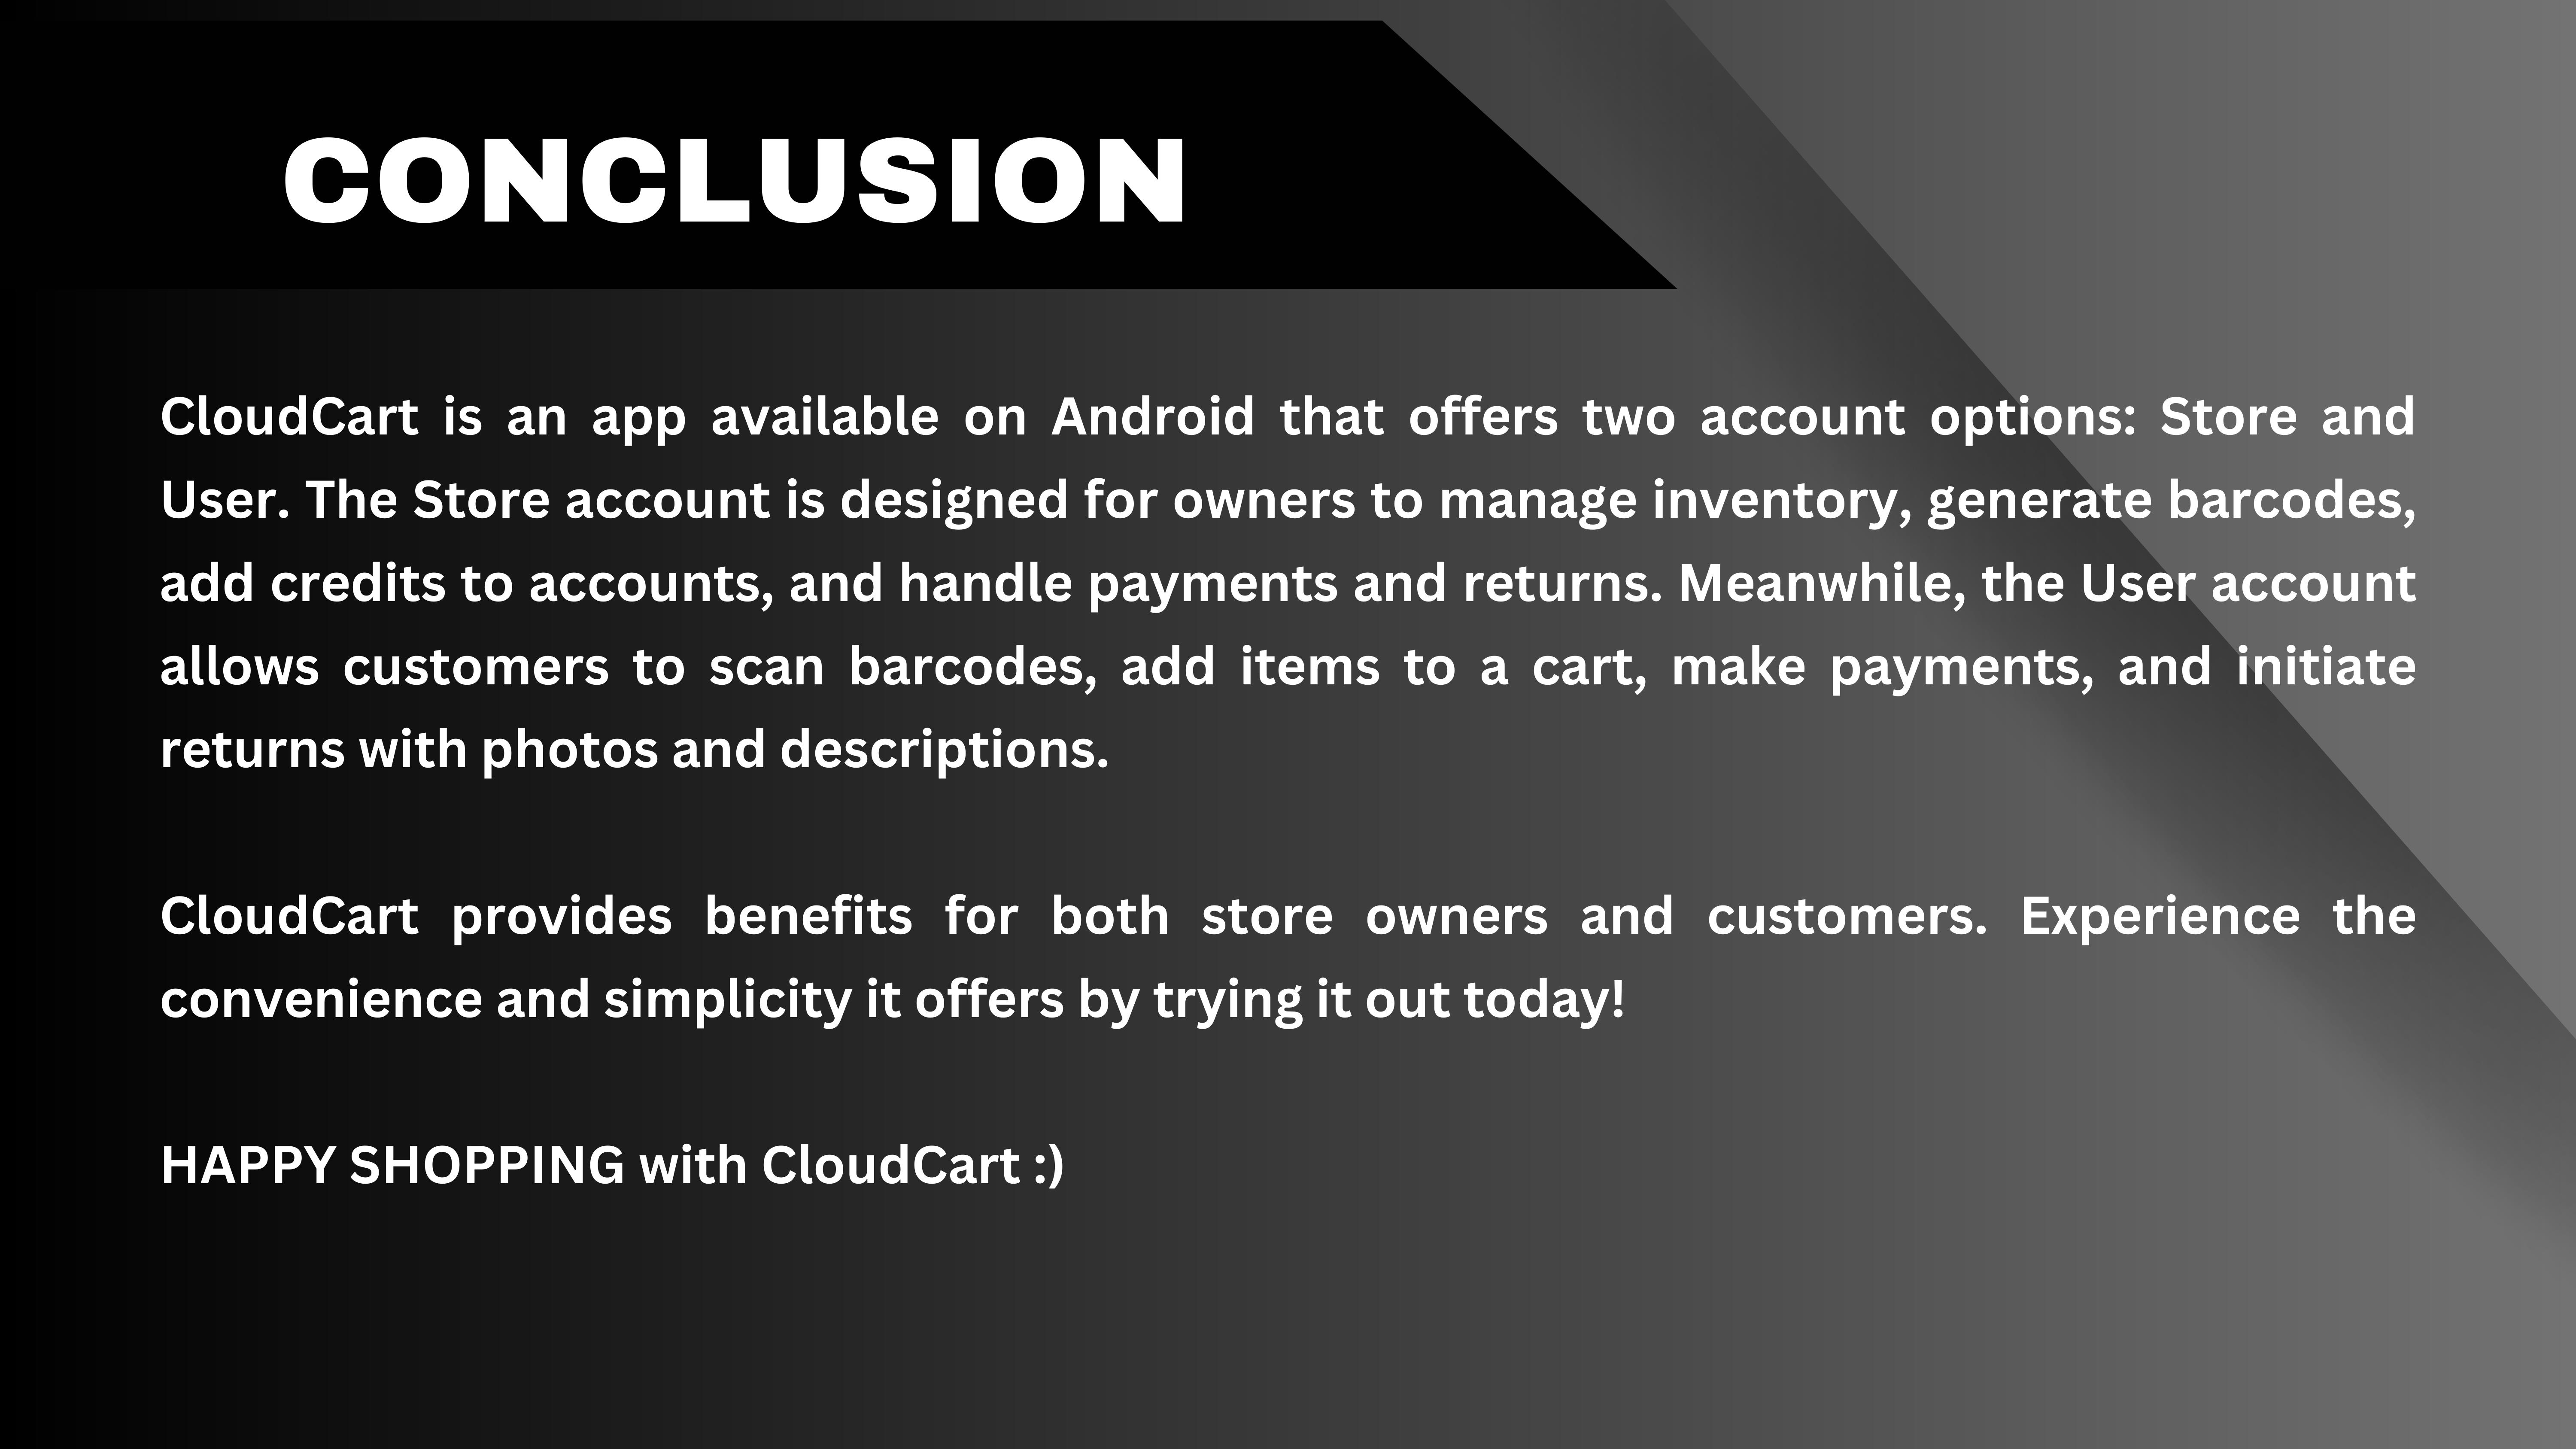 CONCLUSION
CloudCart is an app available on Android that offers two account options: Store and
User. The Store account is designed for owners to manage inventory, generate barcodes,
add credits to accounts, and handle payments and returns. Meanwhile, the User account
allows customers to scan barcodes, add items to a cart, make payments, and initiate
returns with photos and descriptions.
CloudCart provides benefits for both store owners and customers. Experience the
convenience and simplicity it offers by trying it out today!
HAPPY SHOPPING with CloudCart :)